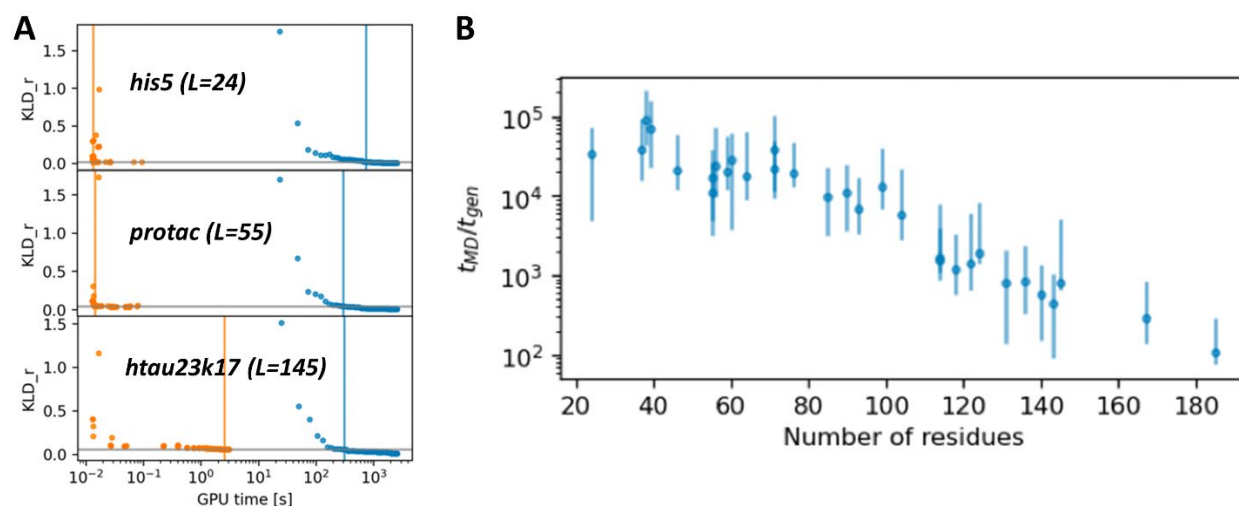 A
KLD_r
1.5
1.0
0.5
0.0
his5 (L=24)
KLD_r
1.5
1.0
0.5
0.0
protac (L=55)
KLD_r
1.5
1.0
0.5
0.0
htau23k17 (L=145)
10⁻² 10⁻¹ 10⁰ 10¹ 10² 10³
GPU time [s]
B
t_MD/t_gen
10⁵
10⁴
10³
10²
20 40 60 80 100 120 140 160 180
Number of residues